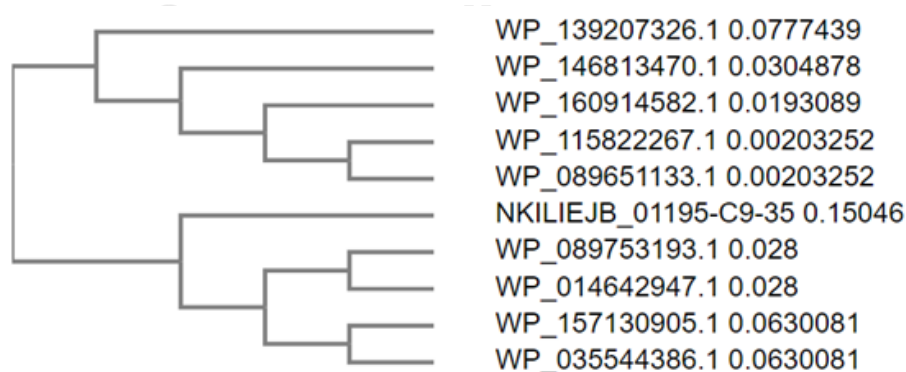 WP_139207326.1 0.0777439
WP_146813470.1 0.0304878
WP_160914582.1 0.0193089
WP_115822267.1 0.00203252
WP_089651133.1 0.00203252
NKILIEJB_01195-C9-35 0.15046
WP_089753193.1 0.028
WP_014642947.1 0.028
WP_157130905.1 0.0630081
WP_035544386.1 0.0630081